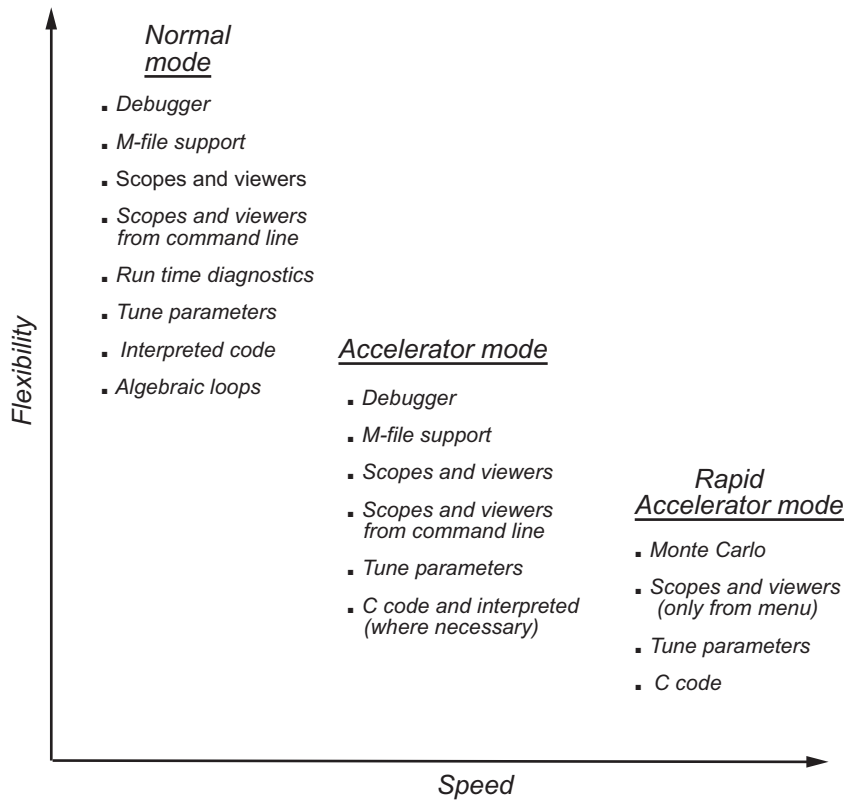 Normal
mode
▪ Debugger
▪ M-file support
▪ Scopes and viewers
▪ Scopes and viewers
from command line
▪ Run time diagnostics
▪ Tune parameters
▪ Interpreted code
▪ Algebraic loops
Accelerator mode
▪ Debugger
▪ M-file support
▪ Scopes and viewers
▪ Scopes and viewers
from command line
▪ Tune parameters
▪ C code and interpreted
(where necessary)
Rapid
Accelerator mode
▪ Monte Carlo
▪ Scopes and viewers
(only from menu)
▪ Tune parameters
▪ C code
Flexibility
Speed